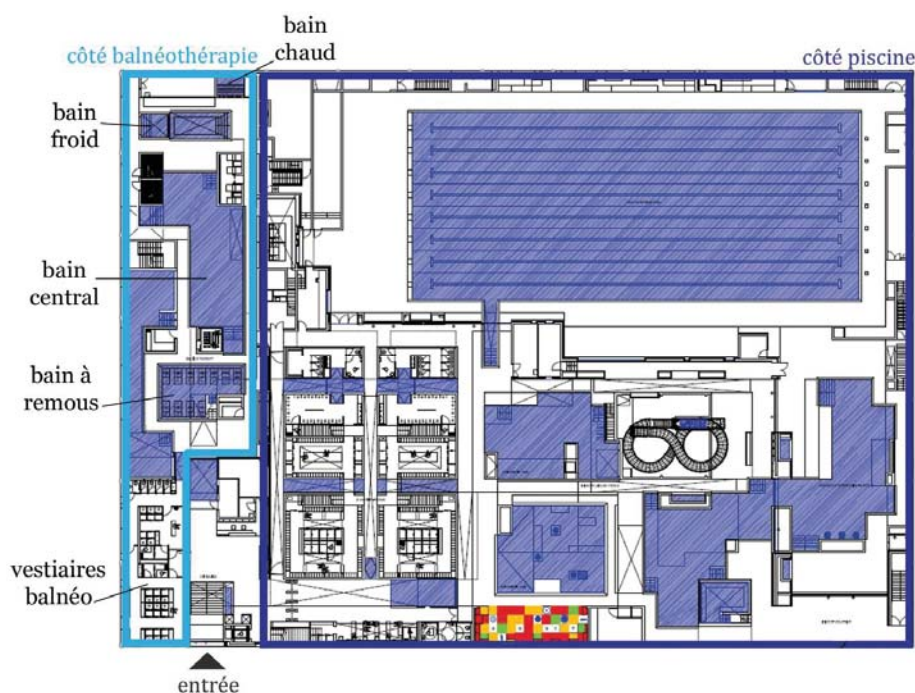 bain
chaud
côté balnéothérapie
côté piscine
bain
froid
bain
central
bain à
remous
vestiaires
balnéo
entrée